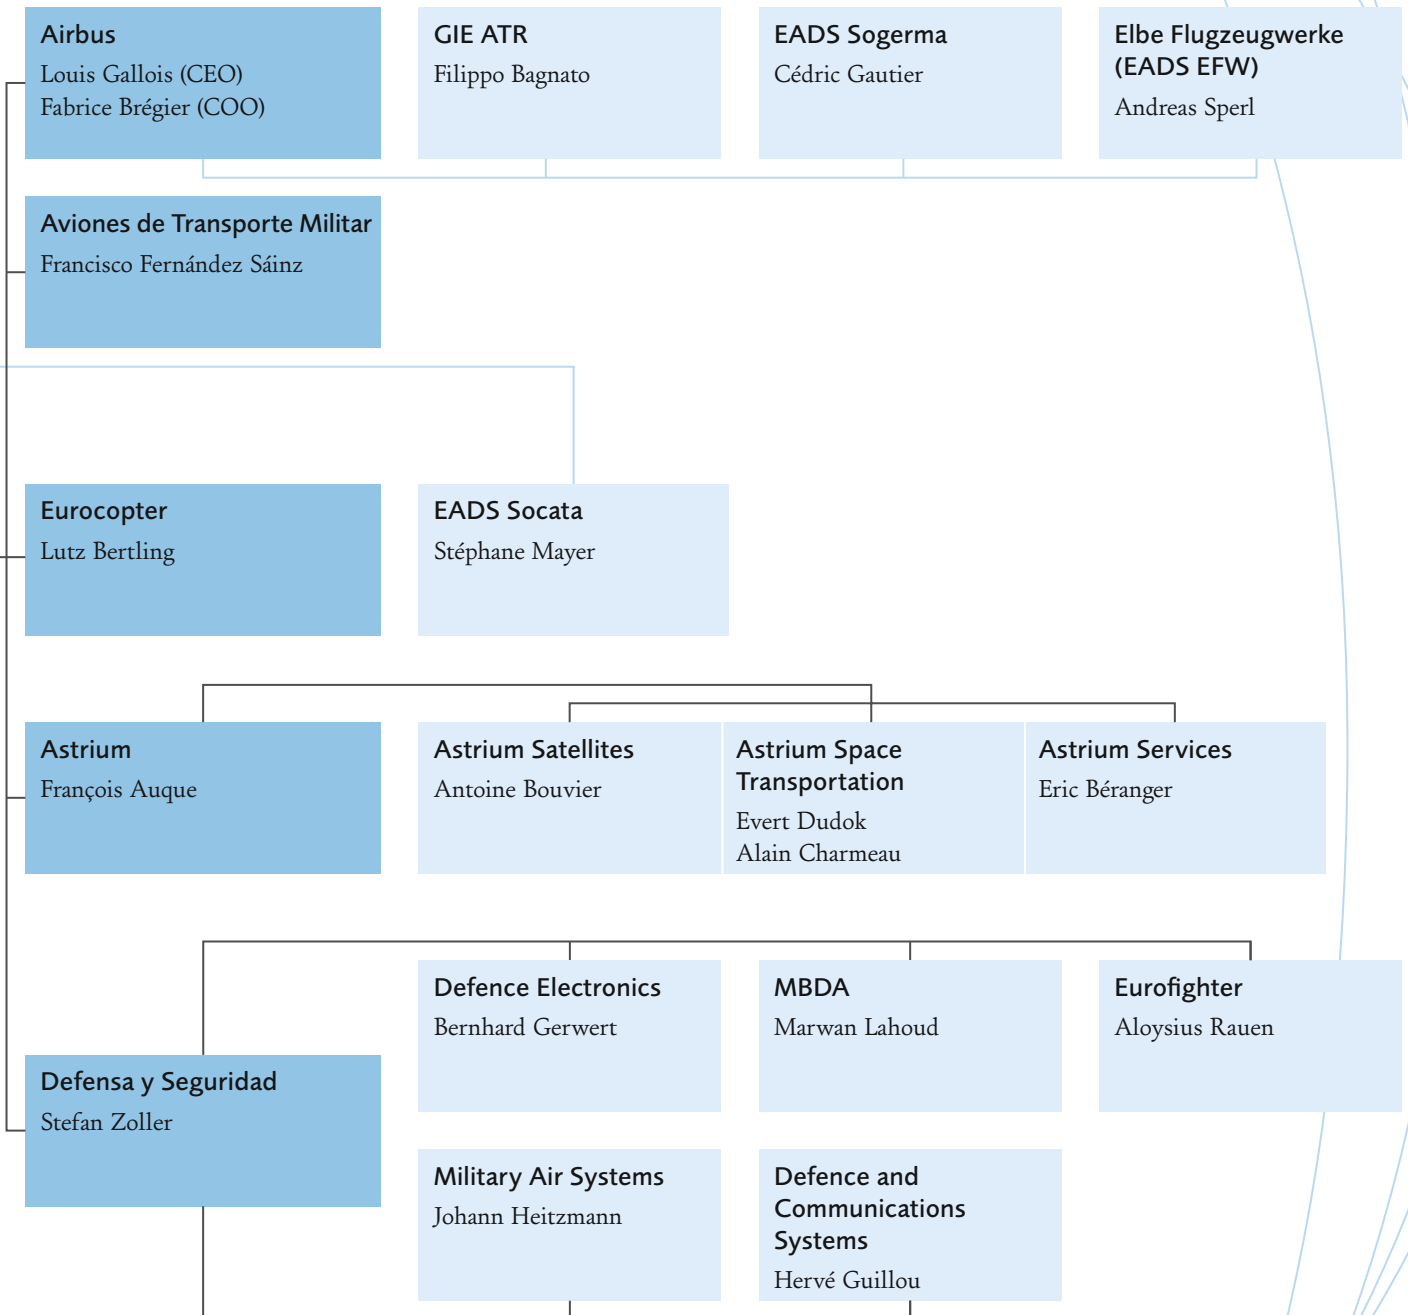 Airbus
Louis Gallois (CEO)
Fabrice Brégier (COO)
GIE ATR
Filippo Bagnato
EADS Sogerma
Cédric Gautier
Elbe Flugzeugwerke
(EADS EFW)
Andreas Sperl
Aviones de Transporte Militar
Francisco Fernández Sáinz
Eurocopter
Lutz Bertling
EADS Socata
Stéphane Mayer
Astrium
François Auque
Astrium Satellites
Antoine Bouvier
Astrium Space
Transportation
Evert Dudok
Alain Charmeau
Astrium Services
Eric Béranger
Defence Electronics
Bernhard Gerwert
MBDA
Marwan Lahoud
Eurofighter
Aloysius Rauen
Defensa y Seguridad
Stefan Zoller
Military Air Systems
Johann Heitzmann
Defence and
Communications
Systems
Hervé Guillou